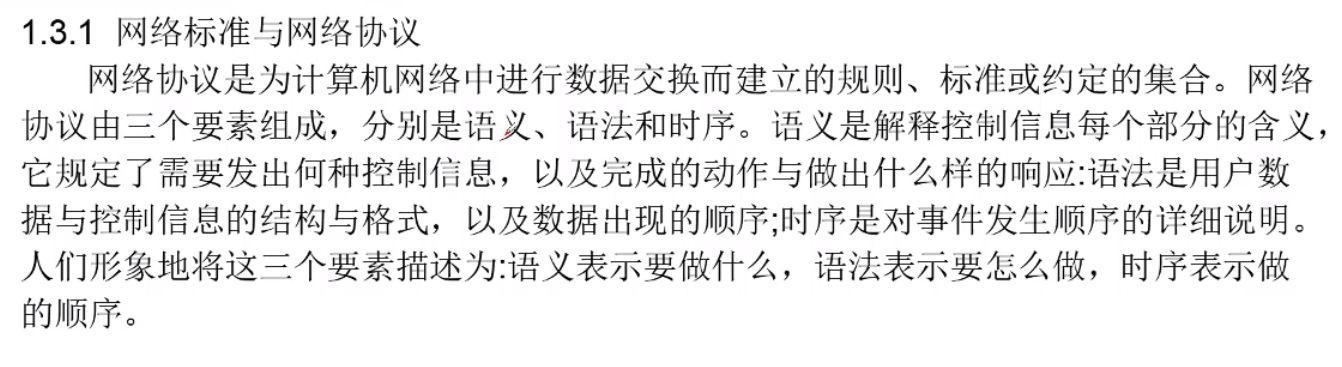 1.3.1 网络标准与网络协议
网络协议是为计算机网络中进行数据交换而建立的规则、标准或约定的集合。网络
协议由三个要素组成，分别是语义、语法和时序。语义是解释控制信息每个部分的含义，
它规定了需要发出何种控制信息，以及完成的动作与做出什么样的响应:语法是用户数
据与控制信息的结构与格式，以及数据出现的顺序;时序是对事件发生顺序的详细说明。
人们形象地将这三个要素描述为:语义表示要做什么，语法表示要怎么做，时序表示做
的顺序。